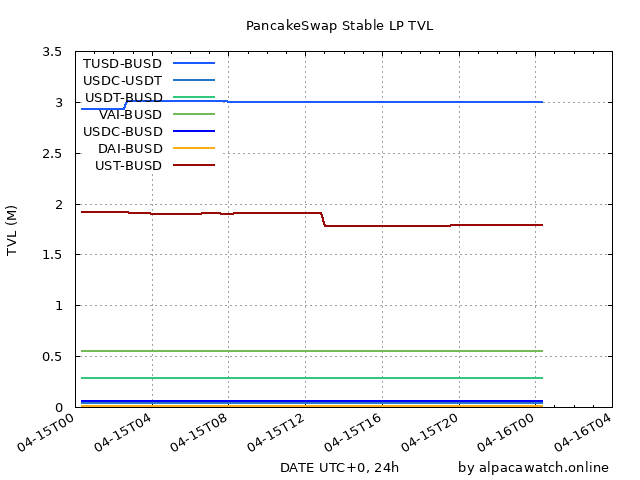 PancakeSwap Stable LP TVL
TVL (M)
3.5
3
2.5
2
1.5
1
0.5
0
TUSD-BUSD
USDC-USDT
USDT-BUSD
VAI-BUSD
USDC-BUSD
DAI-BUSD
UST-BUSD
04-15T00
04-15T04
04-15T08
04-15T12
04-15T16
04-15T20
04-16T00
04-16T04
DATE UTC+0, 24h
by alpacawatch.online